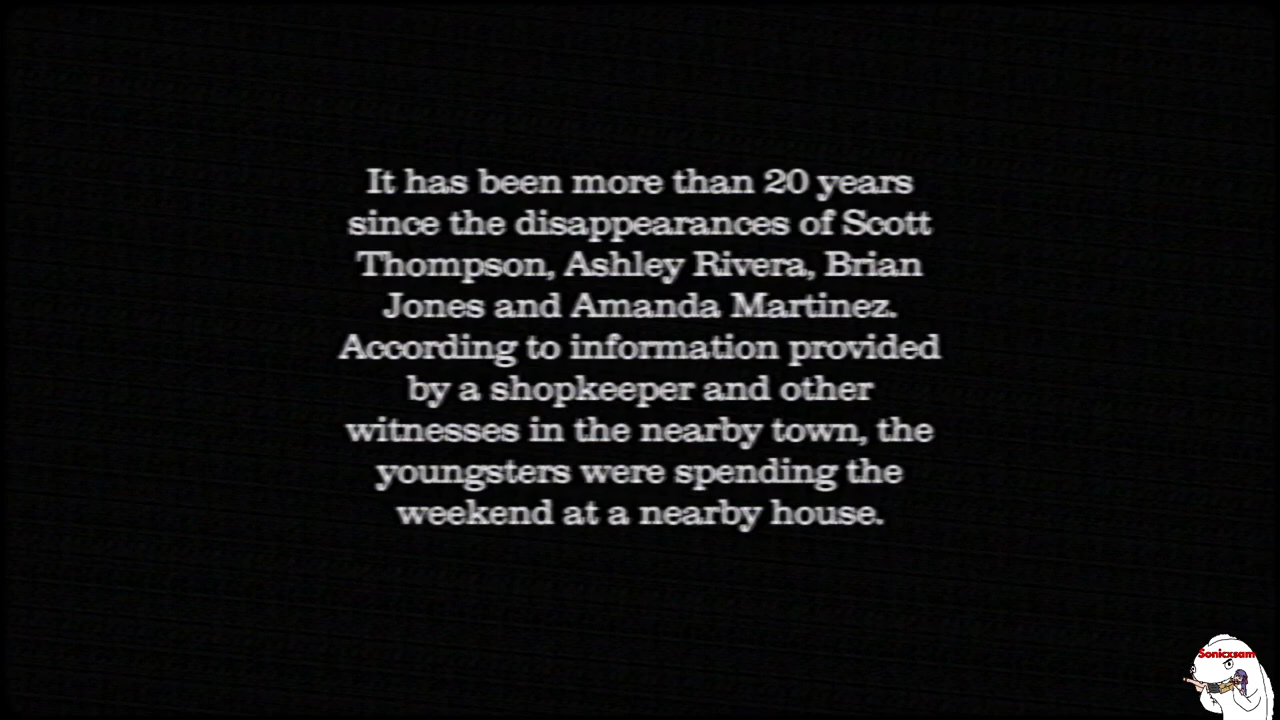 It has been more than 20 years
since the disappearances of Scott
Thompson, Ashley Rivera, Brian
Jones and Amanda Martinez.
According to information provided
by a shopkeeper and other
witnesses in the nearby town, the
youngsters were spending the
weekend at a nearby house.
Sonicxsam